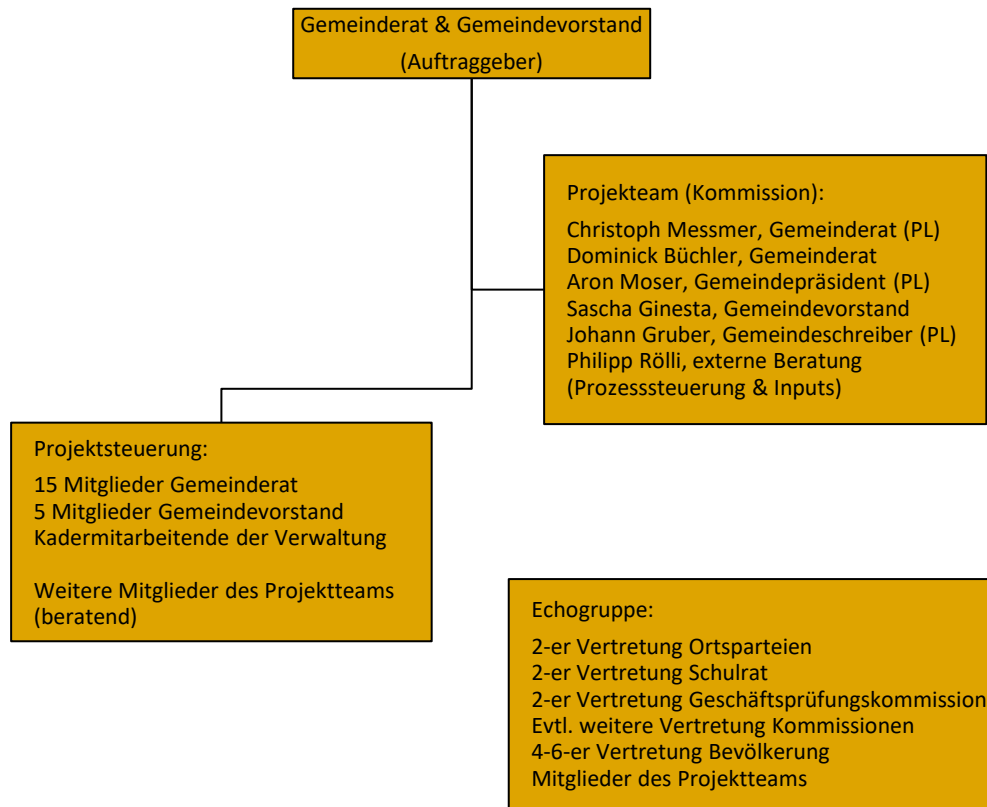 Gemeinderat & Gemeindevorstand
(Auftraggeber)
Projekteam (Kommission):
Christoph Messmer, Gemeinderat (PL)
Dominick Büchler, Gemeinderat
Aron Moser, Gemeindepräsident (PL)
Sascha Ginesta, Gemeindevorstand
Johann Gruber, Gemeindeschreiber (PL)
Philipp Rölli, externe Beratung
(Prozesssteuerung & Inputs)
Projektsteuerung:
15 Mitglieder Gemeinderat
5 Mitglieder Gemeindevorstand
Kadermitarbeitende der Verwaltung
Weitere Mitglieder des Projektteams
(beratend)
Echogruppe:
2-er Vertretung Ortsparteien
2-er Vertretung Schulrat
2-er Vertretung Geschäftsprüfungskommission
Evtl. weitere Vertretung Kommissionen
4-6-er Vertretung Bevölkerung
Mitglieder des Projektteams